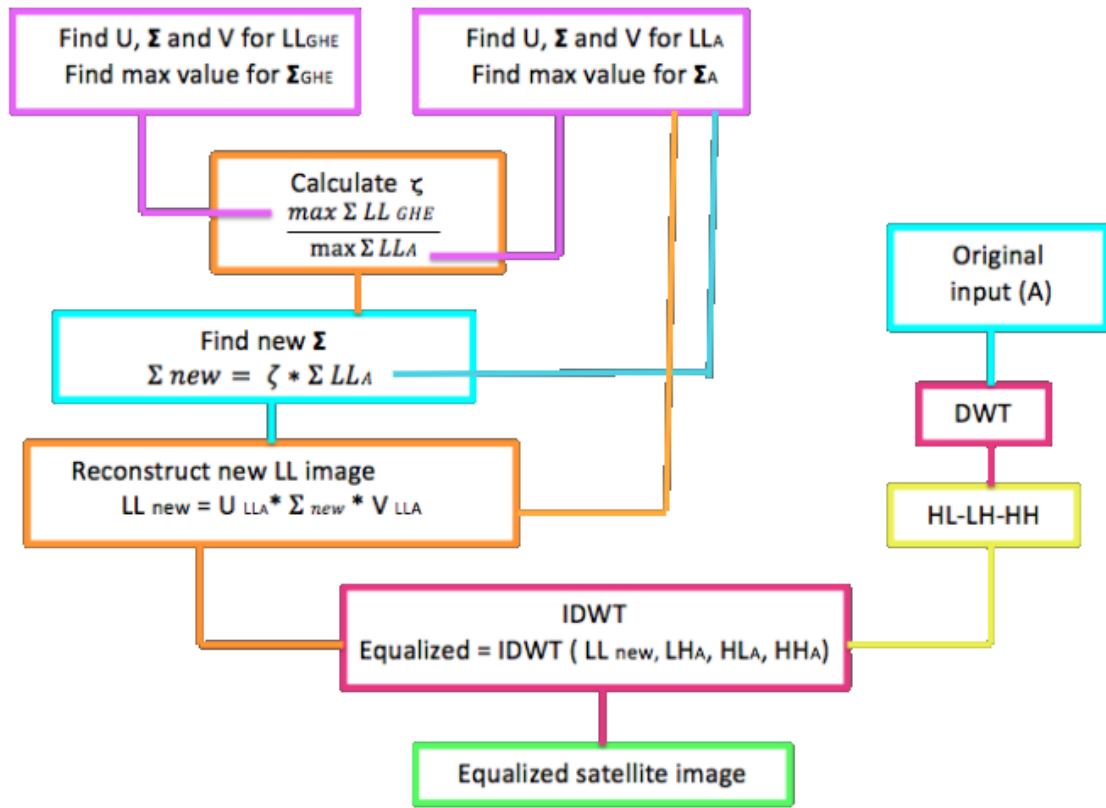 Find U, Σ and V for LLGHE
Find max value for ΣGHE
Find U, Σ and V for LLA
Find max value for ΣA
Calculate ζ
max Σ LL GHE
max Σ LLA
Find new Σ
Σ new = ζ * Σ LLA
Reconstruct new LL image
LL new = U LLA* Σ new * V LLA
Original
input (A)
DWT
HL-LH-HH
IDWT
Equalized = IDWT ( LL new, LHA, HLA, HHA)
Equalized satellite image